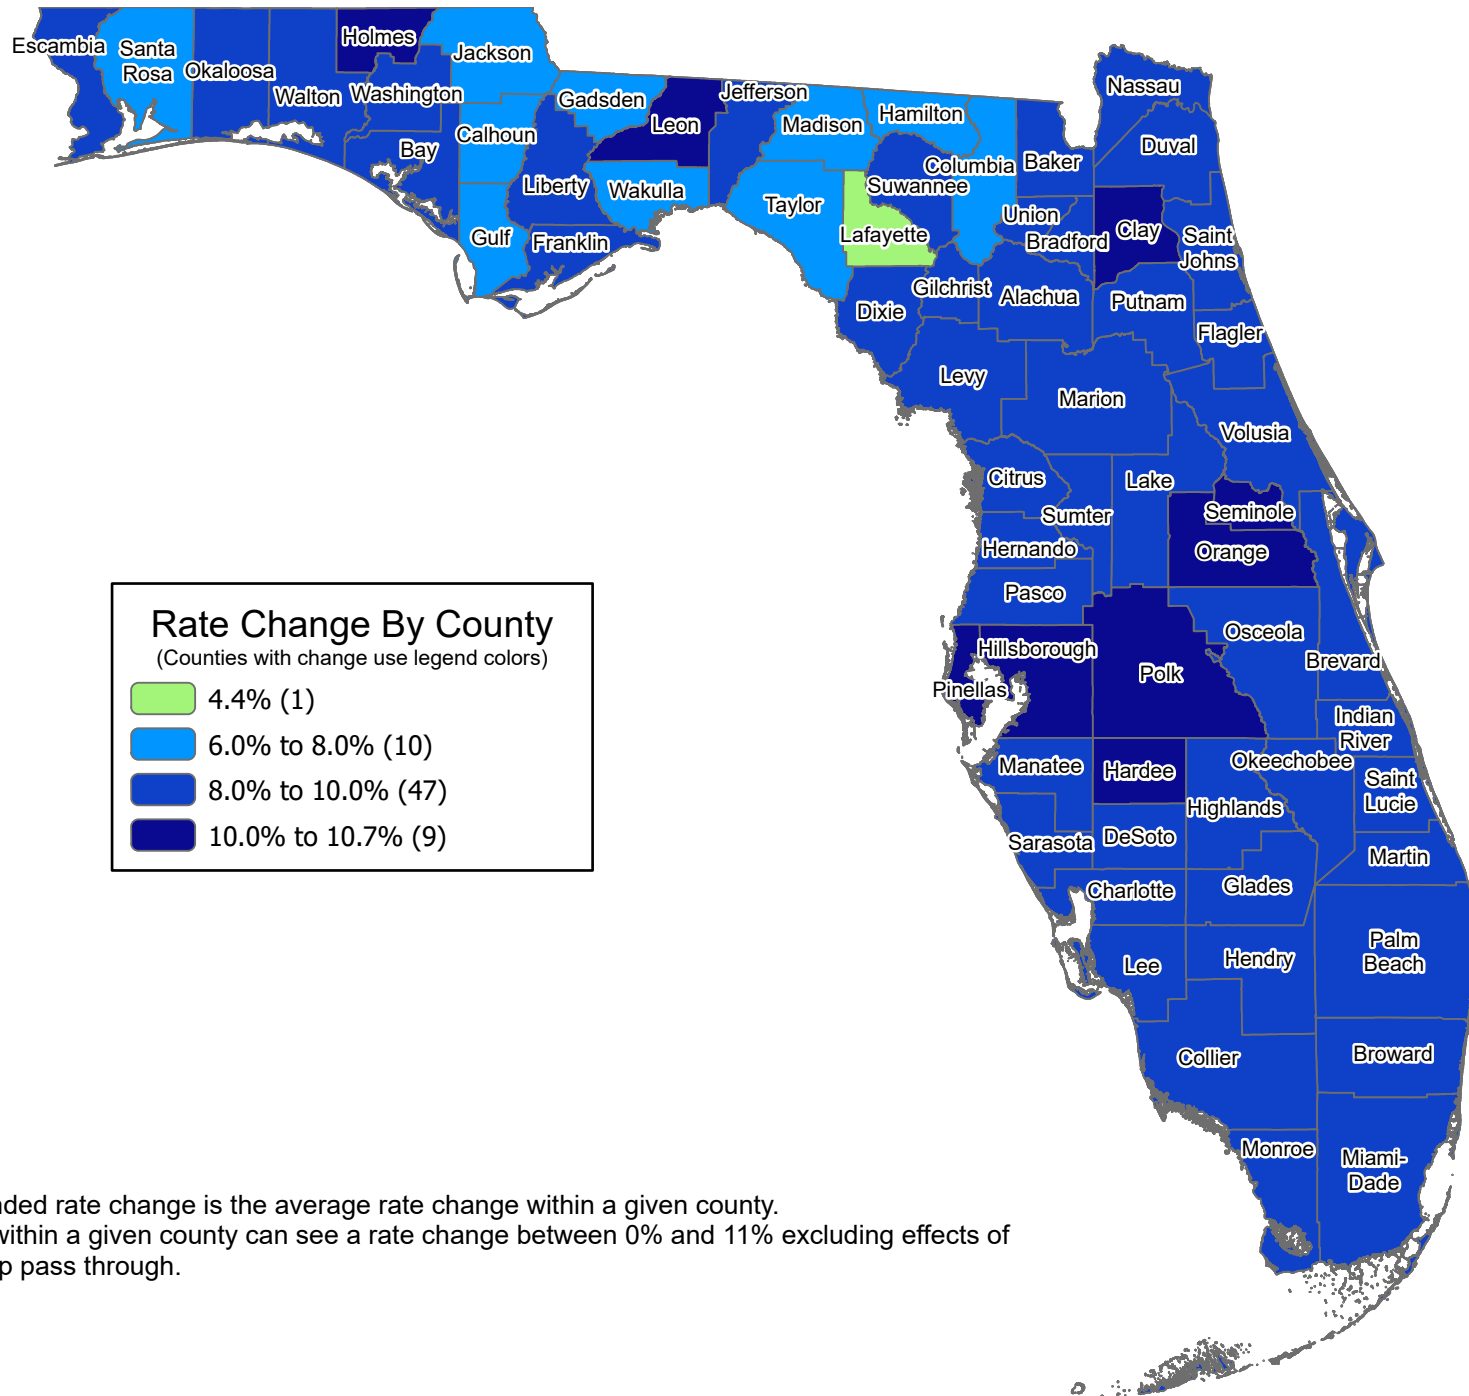 Escambia
Santa
Rosa
Okaloosa
Walton
Holmes
Washington
Jackson
Bay
Calhoun
Gulf
Gadsden
Liberty
Franklin
Leon
Wakulla
Jefferson
Madison
Taylor
Hamilton
Suwannee
Lafayette
Columbia
Baker
Nassau
Duval
Union
Bradford
Clay
Saint
Johns
Dixie
Gilchrist
Alachua
Putnam
Flagler
Levy
Marion
Volusia
Citrus
Sumter
Lake
Seminole
Orange
Hernando
Pasco
Hillsborough
Pinellas
Polk
Osceola
Brevard
Indian
River
Manatee
Hardee
Highlands
Okeechobee
Saint
Lucie
Sarasota
DeSoto
Martin
Charlotte
Glades
Lee
Hendry
Palm
Beach
Collier
Broward
Monroe
Miami-
Dade
Rate Change By County
(Counties with change use legend colors)
4.4% (1)
6.0% to 8.0% (10)
8.0% to 10.0% (47)
10.0% to 10.7% (9)
ded rate change is the average rate change within a given county.
within a given county can see a rate change between 0% and 11% excluding effects of
p pass through.